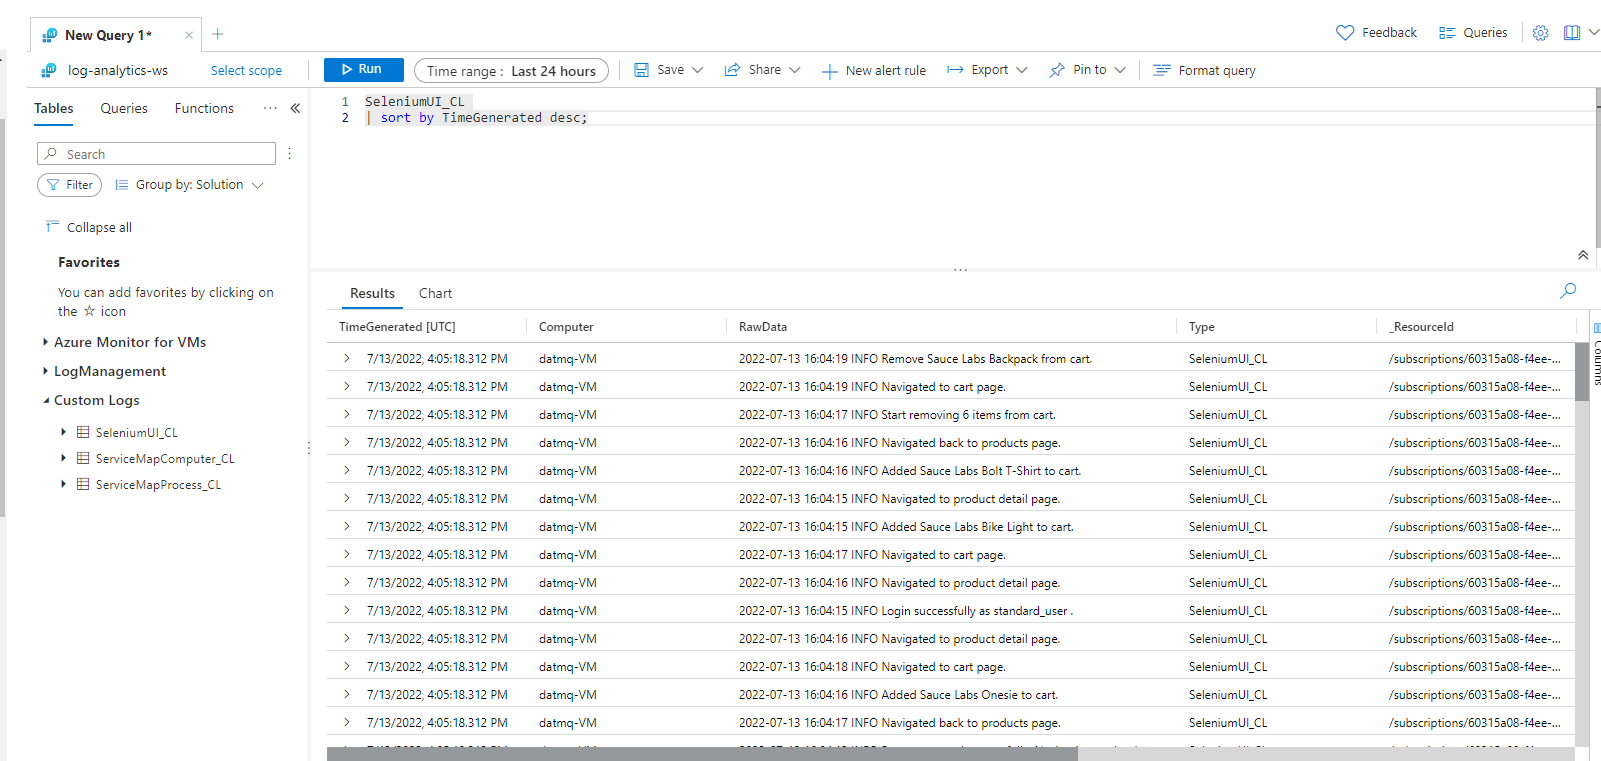 New Query 1*
Feedback
Queries
log-analytics-ws
Select scope
Run
Time range : Last 24 hours
Save
Share
New alert rule
Export
Pin to
Format query
Tables
Queries
Functions
1 SeleniumUI_CL
2 | sort by TimeGenerated desc;
Search
Filter
Group by: Solution
Collapse all
Favorites
You can add favorites by clicking on
the ☆ icon
Azure Monitor for VMs
LogManagement
Custom Logs
SeleniumUI_CL
ServiceMapComputer_CL
ServiceMapProcess_CL
Results
Chart
TimeGenerated [UTC] Computer RawData Type _ResourceId
7/13/2022, 4:05:18.312 PM datmq-VM 2022-07-13 16:04:19 INFO Remove Sauce Labs Backpack from cart. SeleniumUI_CL /subscriptions/60315a08-f4ee-...
7/13/2022, 4:05:18.312 PM datmq-VM 2022-07-13 16:04:19 INFO Navigated to cart page. SeleniumUI_CL /subscriptions/60315a08-f4ee-...
7/13/2022, 4:05:18.312 PM datmq-VM 2022-07-13 16:04:17 INFO Start removing 6 items from cart. SeleniumUI_CL /subscriptions/60315a08-f4ee-...
7/13/2022, 4:05:18.312 PM datmq-VM 2022-07-13 16:04:16 INFO Navigated back to products page. SeleniumUI_CL /subscriptions/60315a08-f4ee-...
7/13/2022, 4:05:18.312 PM datmq-VM 2022-07-13 16:04:16 INFO Added Sauce Labs Bolt T-Shirt to cart. SeleniumUI_CL /subscriptions/60315a08-f4ee-...
7/13/2022, 4:05:18.312 PM datmq-VM 2022-07-13 16:04:15 INFO Navigated to product detail page. SeleniumUI_CL /subscriptions/60315a08-f4ee-...
7/13/2022, 4:05:18.312 PM datmq-VM 2022-07-13 16:04:15 INFO Added Sauce Labs Bike Light to cart. SeleniumUI_CL /subscriptions/60315a08-f4ee-...
7/13/2022, 4:05:18.312 PM datmq-VM 2022-07-13 16:04:17 INFO Navigated to cart page. SeleniumUI_CL /subscriptions/60315a08-f4ee-...
7/13/2022, 4:05:18.312 PM datmq-VM 2022-07-13 16:04:16 INFO Navigated to product detail page. SeleniumUI_CL /subscriptions/60315a08-f4ee-...
7/13/2022, 4:05:18.312 PM datmq-VM 2022-07-13 16:04:15 INFO Login successfully as standard_user . SeleniumUI_CL /subscriptions/60315a08-f4ee-...
7/13/2022, 4:05:18.312 PM datmq-VM 2022-07-13 16:04:16 INFO Navigated to product detail page. SeleniumUI_CL /subscriptions/60315a08-f4ee-...
7/13/2022, 4:05:18.312 PM datmq-VM 2022-07-13 16:04:18 INFO Navigated to cart page. SeleniumUI_CL /subscriptions/60315a08-f4ee-...
7/13/2022, 4:05:18.312 PM datmq-VM 2022-07-13 16:04:16 INFO Added Sauce Labs Onesie to cart. SeleniumUI_CL /subscriptions/60315a08-f4ee-...
7/13/2022, 4:05:18.312 PM datmq-VM 2022-07-13 16:04:17 INFO Navigated back to products page. SeleniumUI_CL /subscriptions/60315a08-f4ee-...
Columns